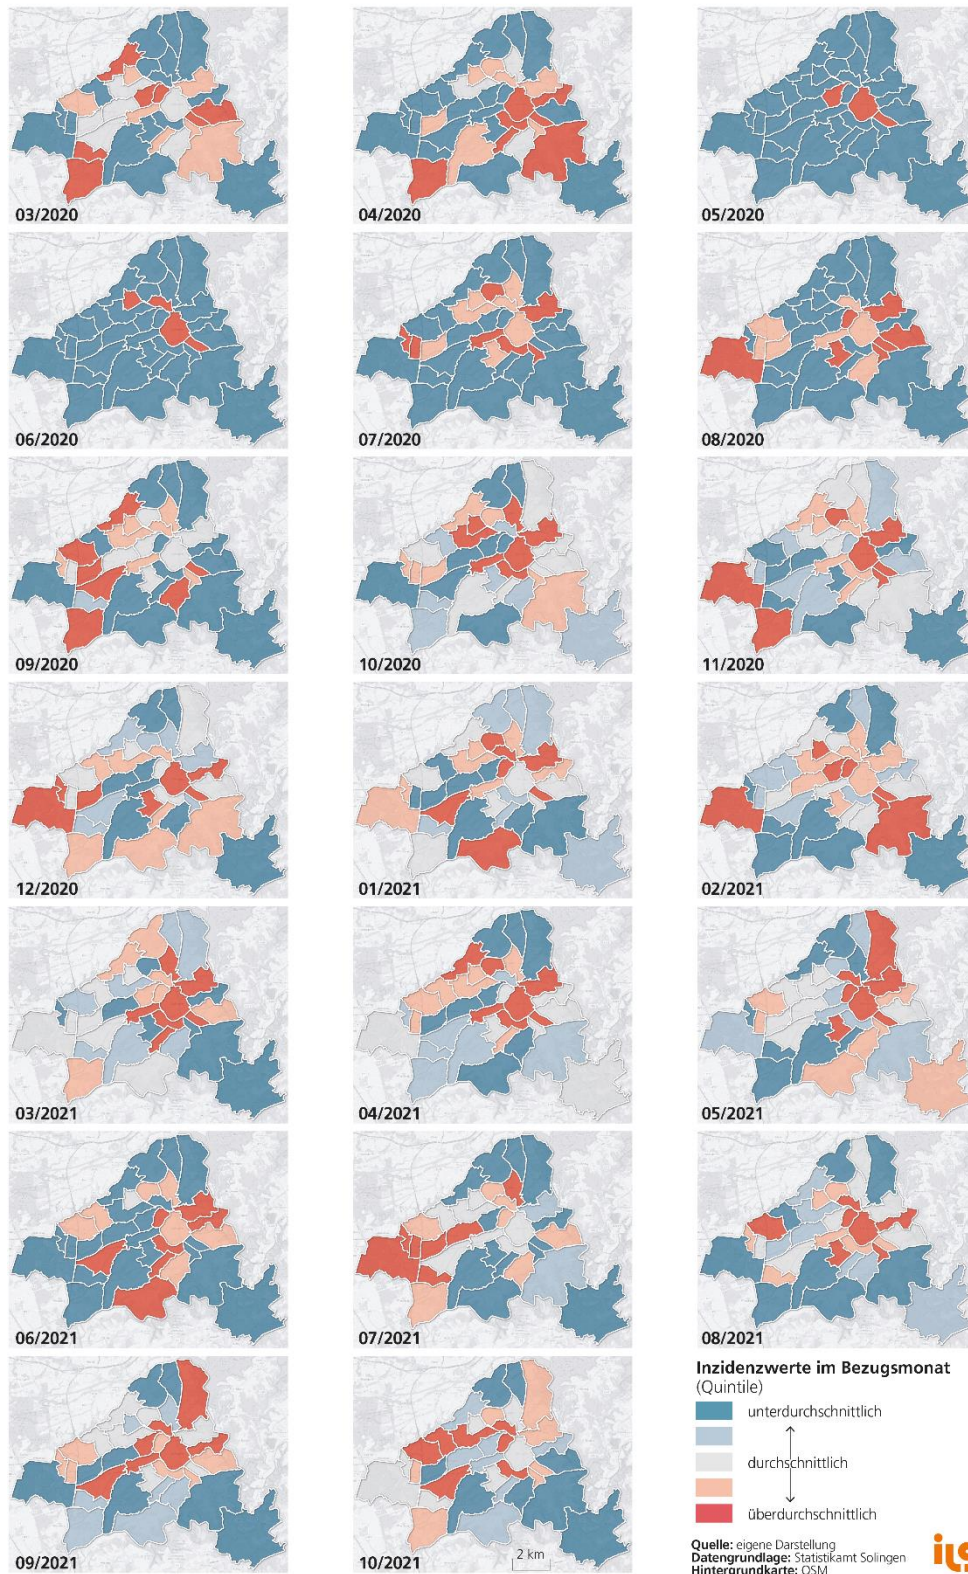 03/2020
04/2020
05/2020
06/2020
07/2020
08/2020
09/2020
10/2020
11/2020
12/2020
01/2021
02/2021
03/2021
04/2021
05/2021
06/2021
07/2021
08/2021
09/2021
10/2021
2 km
Inzidenzwerte im Bezugsmonat
(Quintile)
unterdurchschnittlich
durchschnittlich
überdurchschnittlich
Quelle: eigene Darstellung
Datengrundlage: Statistikamt Solingen
Hintergrundkarte: OSM